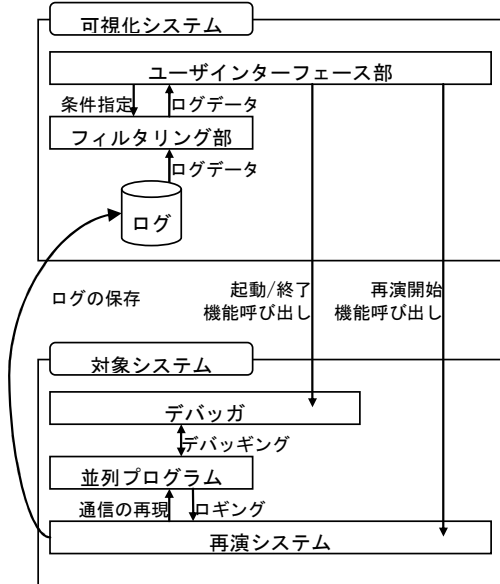 可視化システム
ユーザインターフェース部
条件指定
ログデータ
フィルタリング部
ログデータ
ログ
ログの保存
起動/終了
機能呼び出し
再演開始
機能呼び出し
対象システム
デバッガ
デバッギング
並列プログラム
通信の再現
ロギング
再演システム